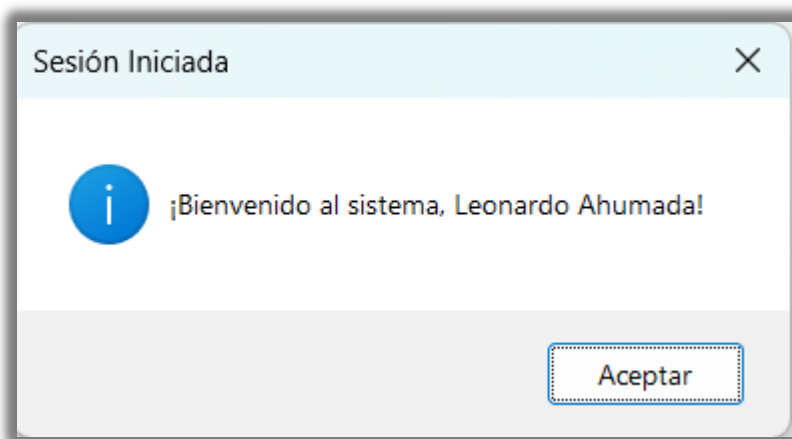 Sesión Iniciada
¡Bienvenido al sistema, Leonardo Ahumada!
Aceptar